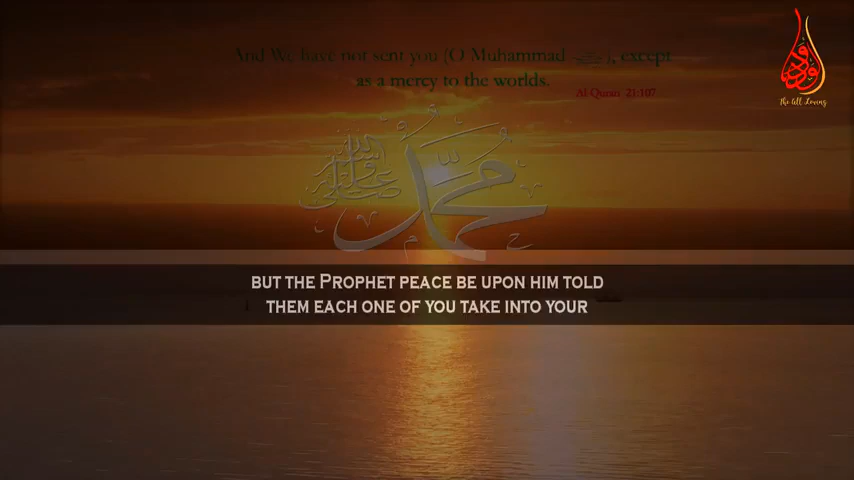 And We have not sent you (O Muhammad ﷺ), except
as a mercy to the worlds.
Al-Quran 21:107
The All Loving
محمد
BUT THE PROPHET PEACE BE UPON HIM TOLD
THEM EACH ONE OF YOU TAKE INTO YOUR